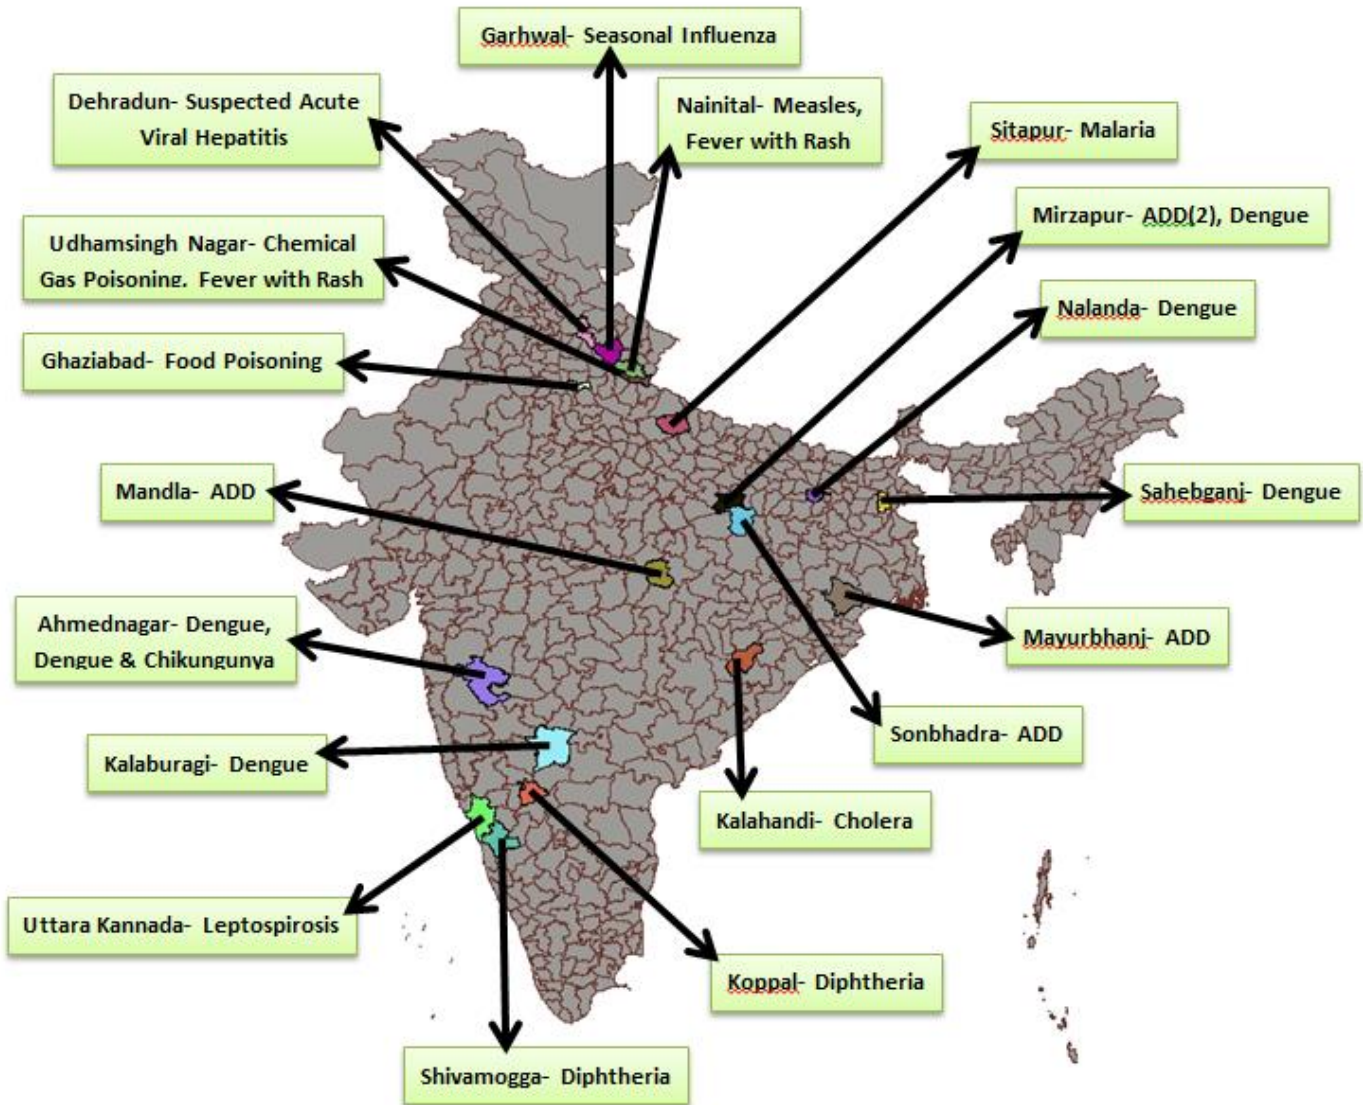 Garhwal- Seasonal Influenza
Dehradun- Suspected Acute
Viral Hepatitis
Nainital- Measles,
Fever with Rash
Sitapur- Malaria
Mirzapur- ADD(2), Dengue
Udhamsingh Nagar- Chemical
Gas Poisoning. Fever with Rash
Nalanda- Dengue
Ghaziabad- Food Poisoning
Mandla- ADD
Sahebganj- Dengue
Ahmednagar- Dengue,
Dengue & Chikungunya
Mayurbhanj- ADD
Sonbhadra- ADD
Kalaburagi- Dengue
Kalahandi- Cholera
Uttara Kannada- Leptospirosis
Koppal- Diphtheria
Shivamogga- Diphtheria